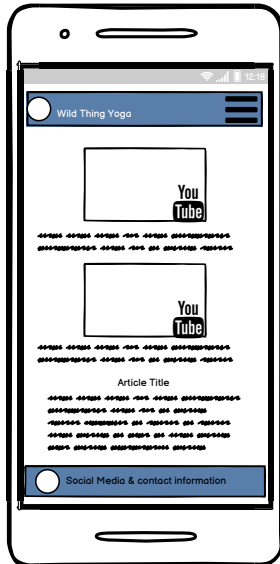 12:18
Wild Thing Yoga
You
Tube
You
Tube
Article Title
Social Media & contact information